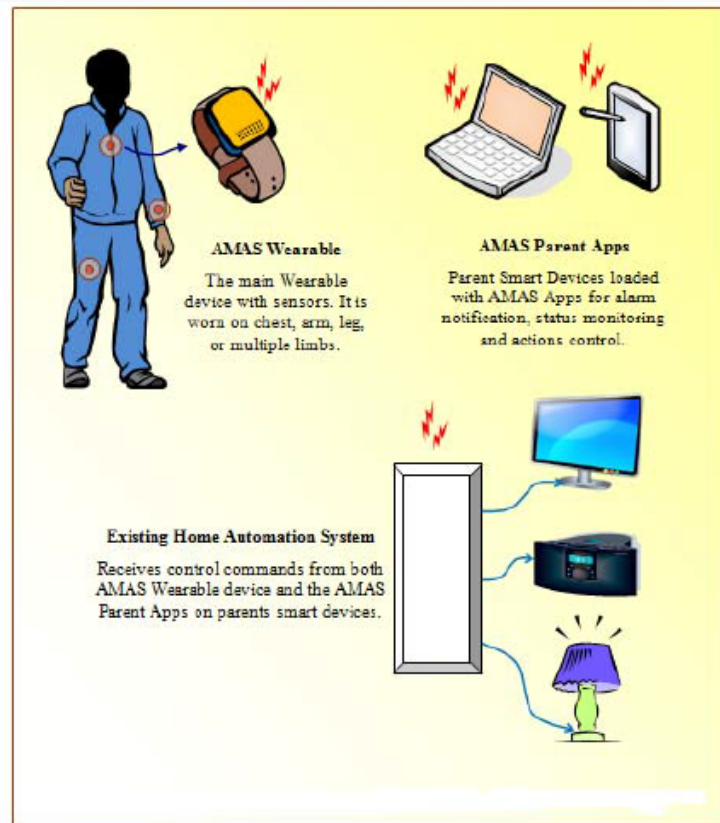 AMAS Wearable
The main Wearable
device with sensors. It is
worn on chest, arm, leg,
or multiple limbs.
AMAS Parent Apps
Parent Smart Devices loaded
with AMAS Apps for alarm
notification, status monitoring
and actions control.
Existing Home Automation System
Receives control commands from both
AMAS Wearable device and the AMAS
Parent Apps on parents smart devices.